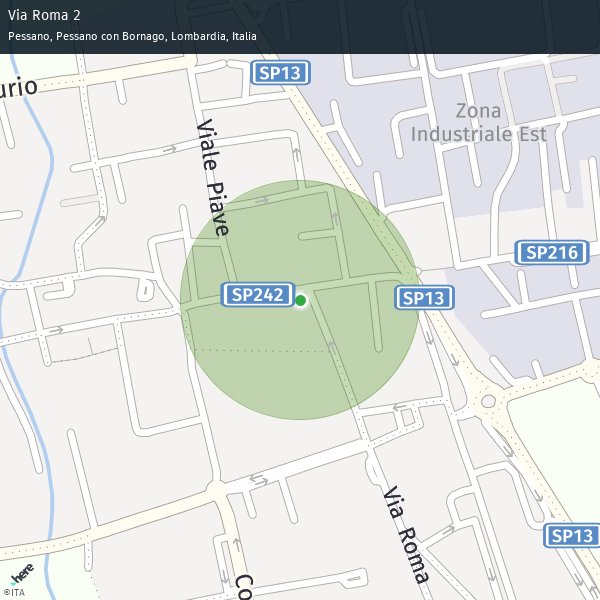 Via Roma 2
Pessano, Pessano con Bornago, Lombardia, Italia
SP13
urio
Zona
Industriale Est
Viale Piave
SP216
SP242
SP13
Via Roma
SP13
Co
here
©ITA